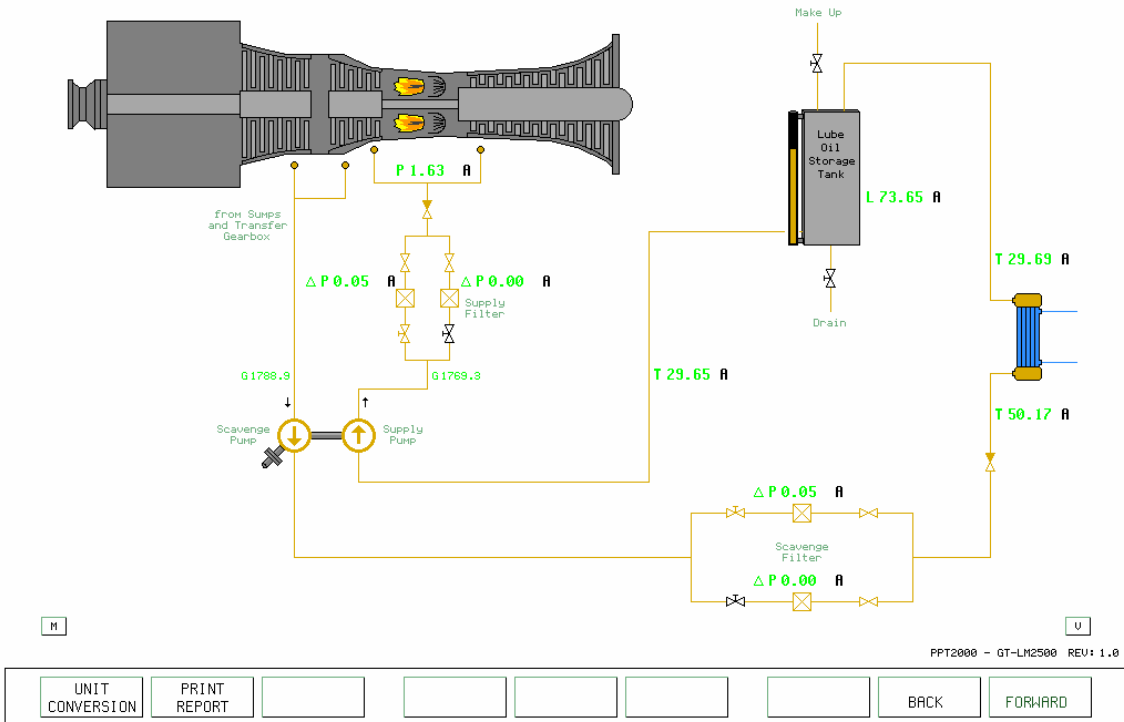 Make Up
Lube
Oil
Storage
Tank
P 1.63 A
L 73.65 A
from Sumps
and Transfer
Gearbox
T 29.69 A
△ P 0.05 A
△ P 0.00 A
Supply
Filter
Drain
G 1768.9
G 1769.3
T 29.65 A
T 50.17 A
Scavenge
Pump
Supply
Pump
△ P 0.05 A
Scavenge
Filter
△ P 0.00 A
M
V
PPT2000 - GT-LM2500 REV: 1.0
UNIT
CONVERSION
PRINT
REPORT
BACK
FORWARD